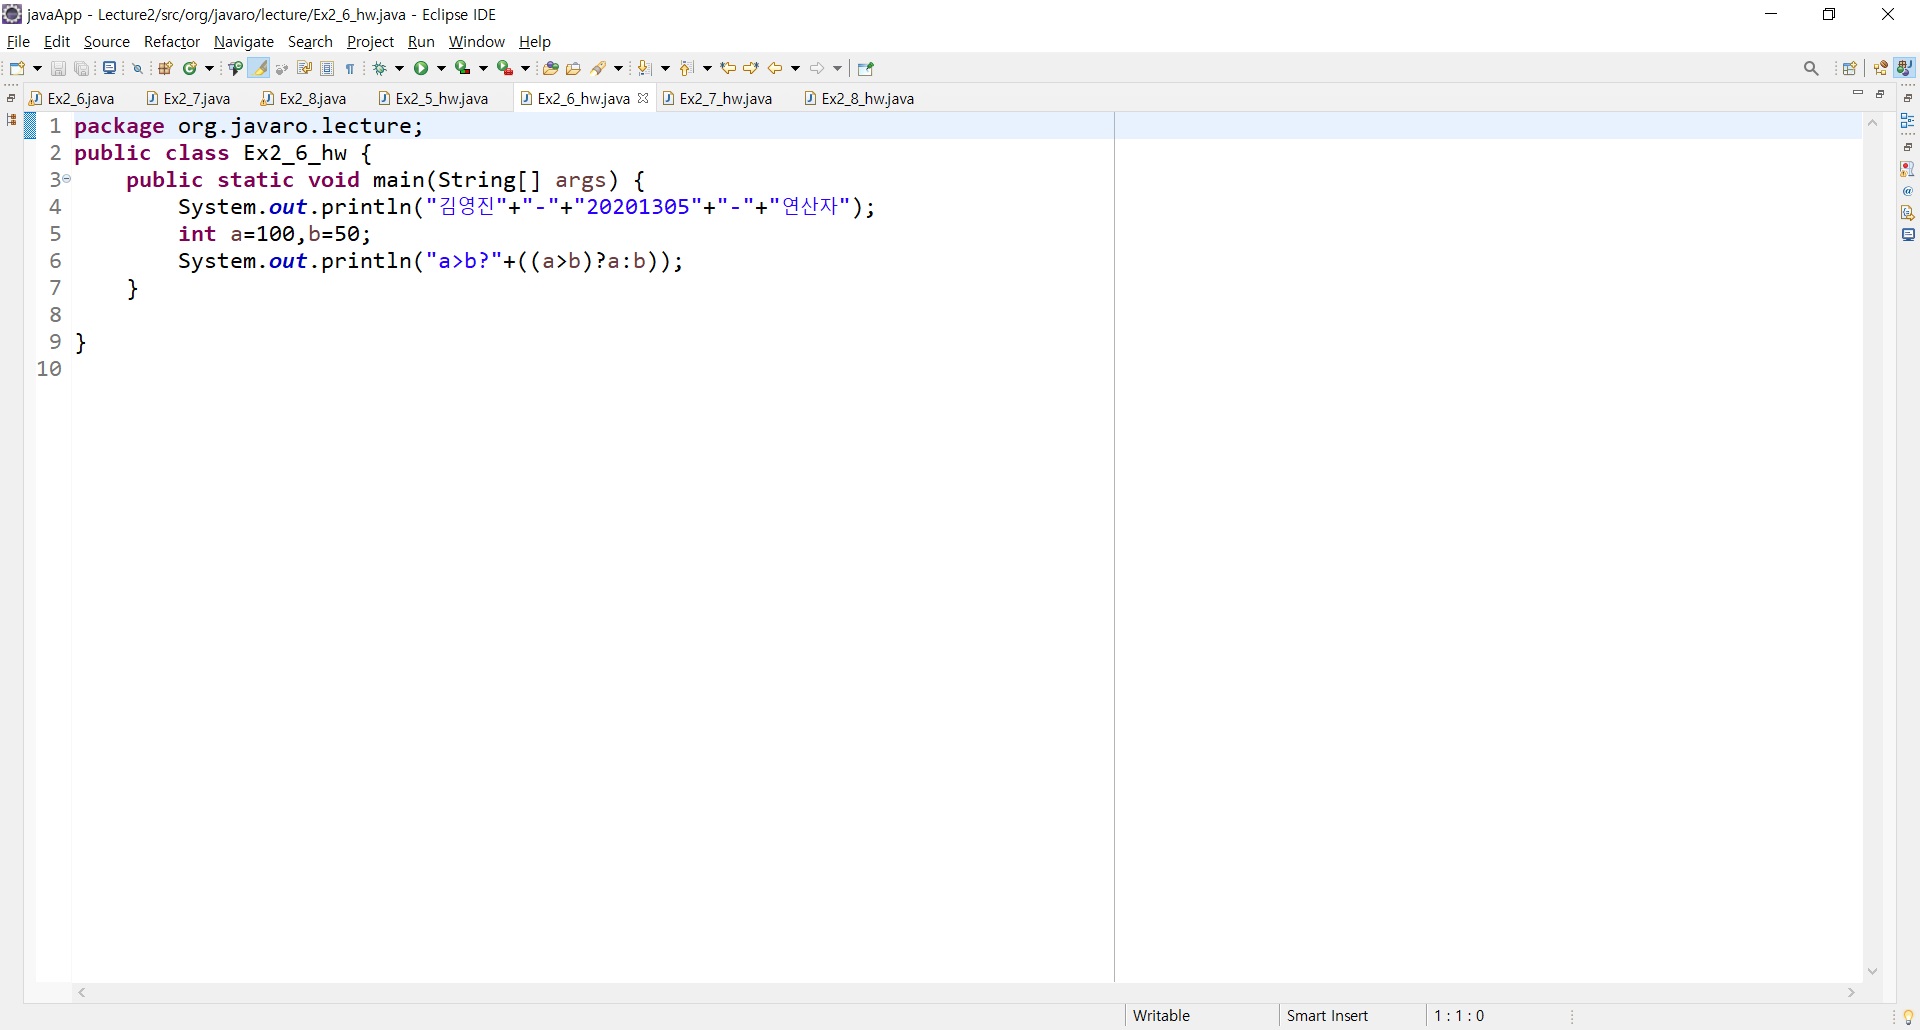 javaApp - Lecture2/src/org/javaro/lecture/Ex2_6_hw.java - Eclipse IDE
File Edit Source Refactor Navigate Search Project Run Window Help
Ex2_6.java Ex2_7.java Ex2_8.java Ex2_5_hw.java Ex2_6_hw.java Ex2_7_hw.java Ex2_8_hw.java
1 package org.javaro.lecture;
2 public class Ex2_6_hw {
3 public static void main(String[] args) {
4 System.out.println("김영진"+"-"+"20201305"+"-"+"연산자");
5 int a=100,b=50;
6 System.out.println("a>b?"+((a>b)?a:b));
7 }
8
9 }
10
Writable Smart Insert 1 : 1 : 0